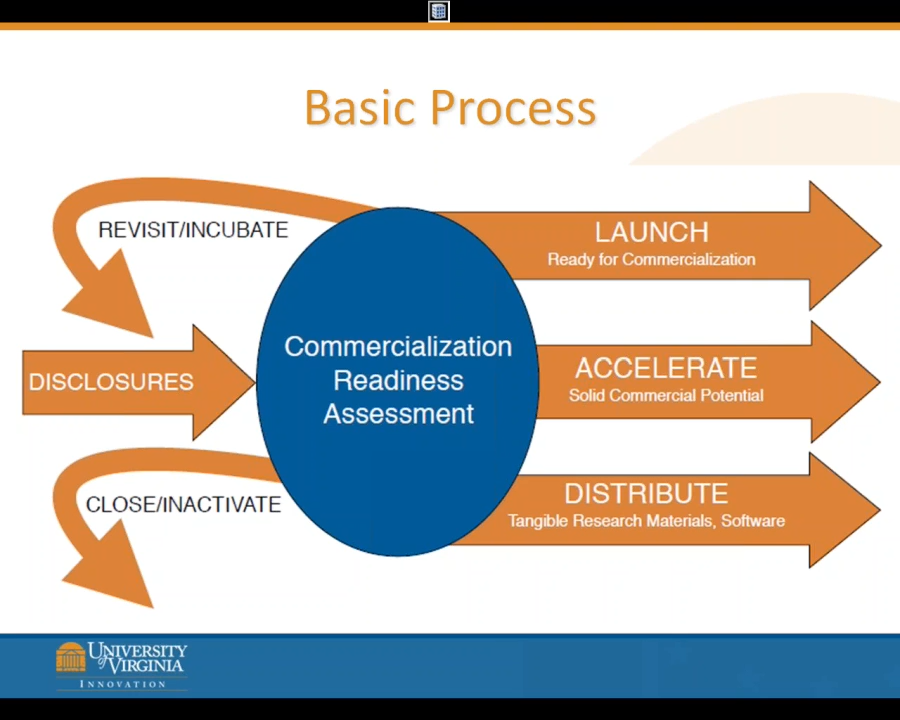 Basic Process
REVISIT/INCUBATE
LAUNCH
Ready for Commercialization
DISCLOSURES
Commercialization
Readiness
Assessment
ACCELERATE
Solid Commercial Potential
CLOSE/INACTIVATE
DISTRIBUTE
Tangible Research Materials, Software
UNIVERSITY
of VIRGINIA
INNOVATION